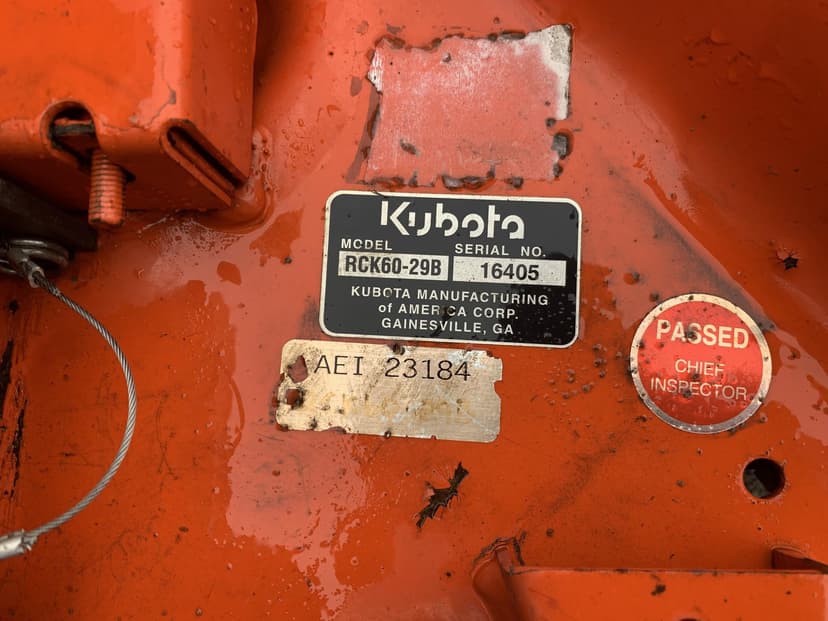 Kubota
MODEL SERIAL NO.
RCK60-29B 16405
KUBOTA MANUFACTURING
of AMERICA CORP.
GAINESVILLE, GA
AEI 23184
PASSED
CHIEF
INSPECTOR